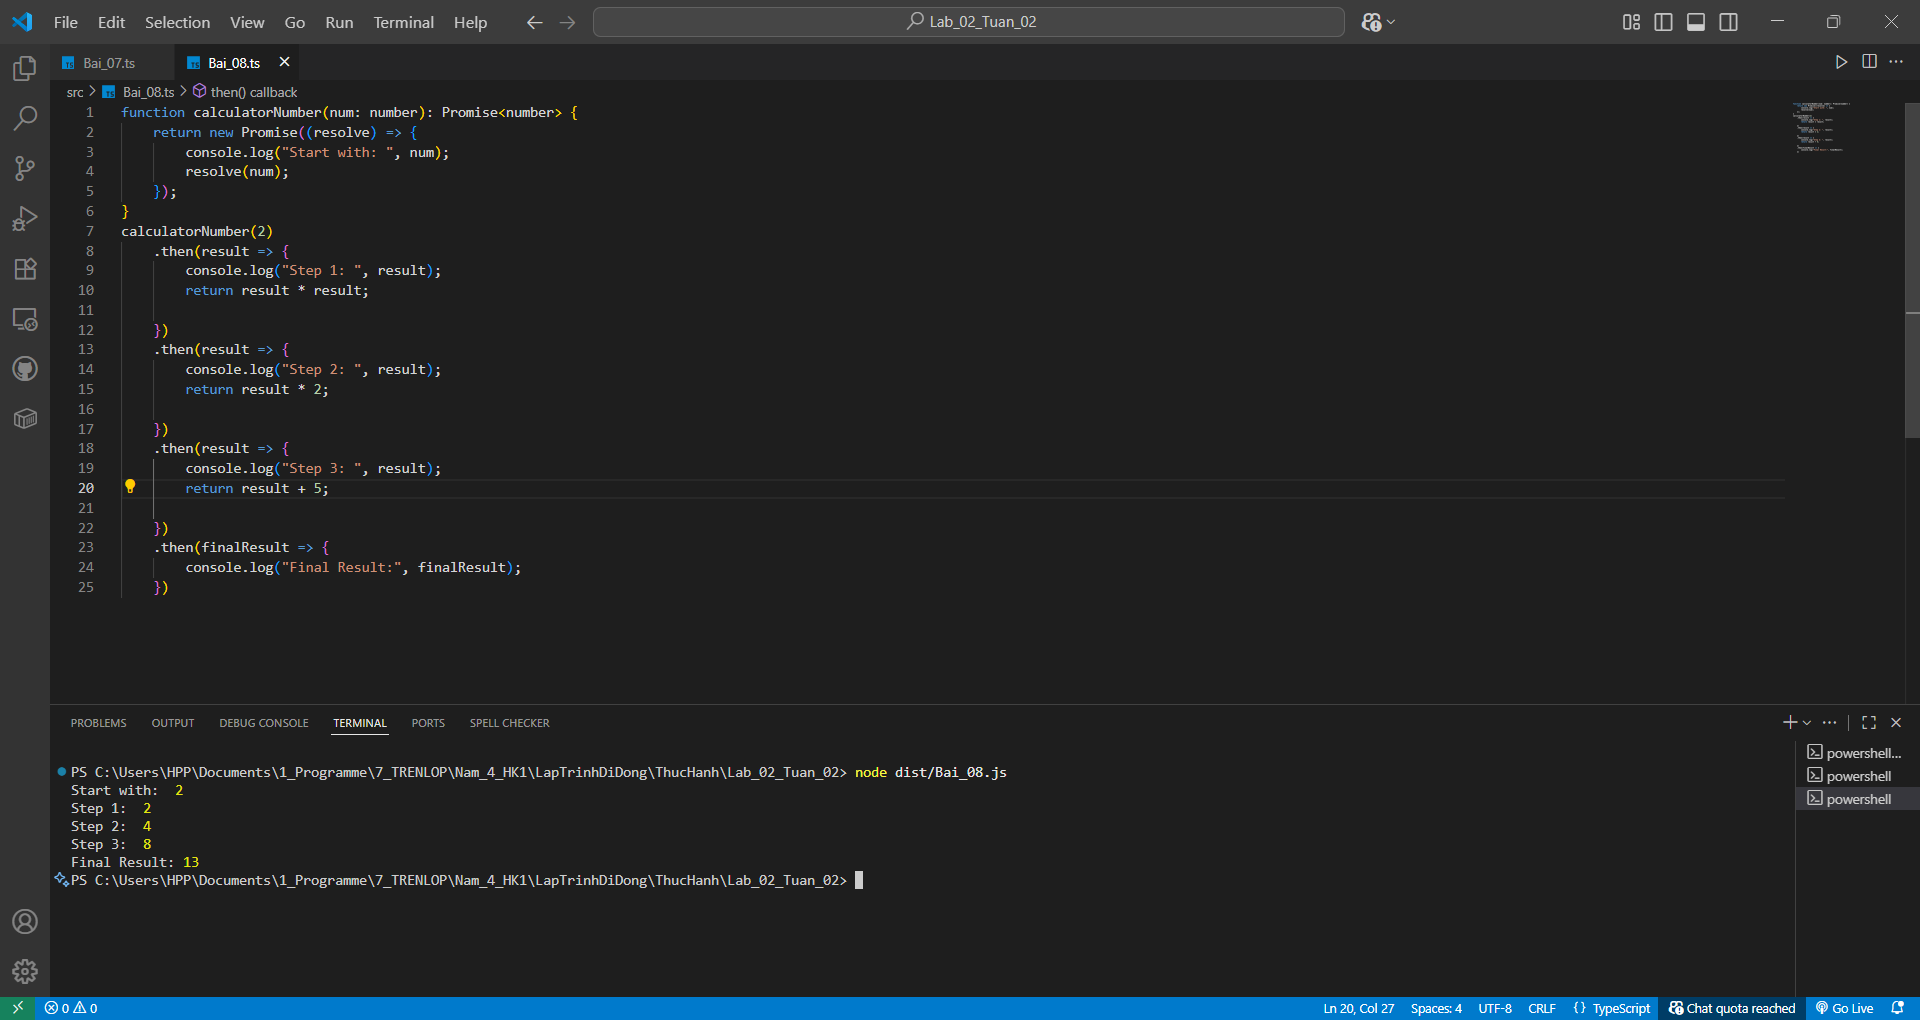 File Edit Selection View Go Run Terminal Help Lab_02_Tuan_02
Bai_07.ts Bai_08.ts
src > Bai_08.ts > then() callback
1 function calculatorNumber(num: number): Promise<number> {
2 return new Promise((resolve) => {
3 console.log("Start with: ", num);
4 resolve(num);
5 });
6 }
7 calculatorNumber(2)
8 .then(result => {
9 console.log("Step 1: ", result);
10 return result * result;
11
12 })
13 .then(result => {
14 console.log("Step 2: ", result);
15 return result * 2;
16
17 })
18 .then(result => {
19 console.log("Step 3: ", result);
20 return result + 5;
21
22 })
23 .then(finalResult => {
24 console.log("Final Result:", finalResult);
25 })
PROBLEMS OUTPUT DEBUG CONSOLE TERMINAL PORTS SPELL CHECKER
PS C:\Users\HPP\Documents\1_Programme\7_TRENLOP\Nam_4_HK1\LapTrinhDiDong\ThucHanh\Lab_02_Tuan_02> node dist/Bai_08.js
Start with:  2
Step 1:  2
Step 2:  4
Step 3:  8
Final Result: 13
PS C:\Users\HPP\Documents\1_Programme\7_TRENLOP\Nam_4_HK1\LapTrinhDiDong\ThucHanh\Lab_02_Tuan_02>
powershell...
powershell
powershell
0 0 Ln 20, Col 27 Spaces: 4 UTF-8 CRLF {} TypeScript Chat quota reached Go Live